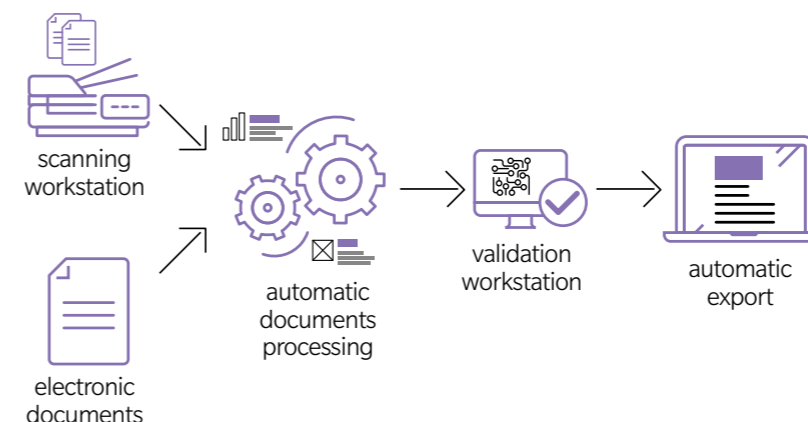 scanning
workstation
electronic
documents
automatic
documents
processing
validation
workstation
automatic
export